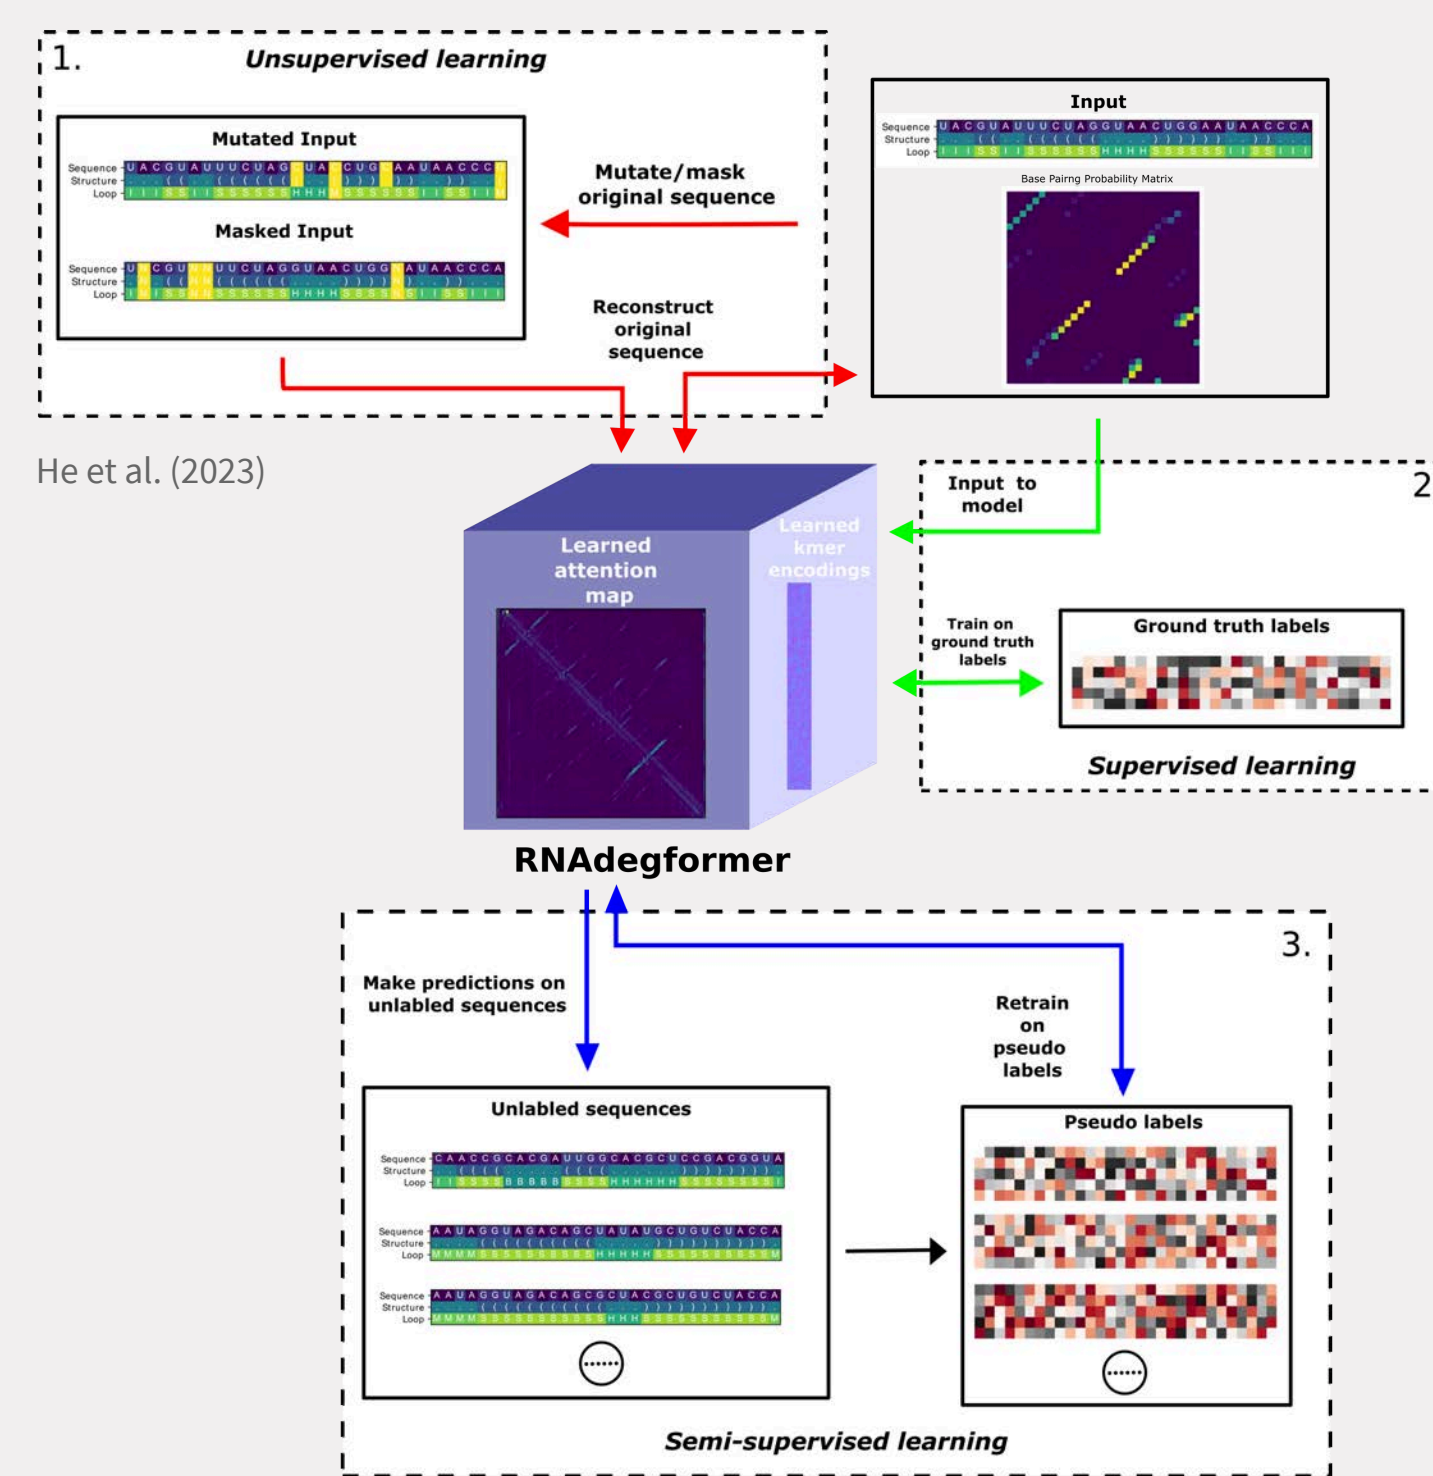 1.
Unsupervised learning
Mutated Input
Sequence
Structure
Loop
Masked Input
Sequence U N C G U N N U U C U A G G U A A C U G G N A U A A C C C A
Structure
Loop I N I S S N N S S S S S S H H H H S S S S S N S I I S S I I I
Mutate/mask
original sequence
Reconstruct
original
sequence
Input
Sequence U A C G U A U U U C U A G G U A A C U G G A A U A A C C C A
Structure
Loop I I I S S I I S S S S S S H H H H S S S S S S I I S S I I I
Base Pairng Probability Matrix
He et al. (2023)
2
Input to
model
Learned
attention
map
Learned
kmer
encodings
Train on
ground truth
labels
Ground truth labels
Supervised learning
RNAdegformer
3.
Make predictions on
unlabled sequences
Retrain
on
pseudo
labels
Unlabled sequences
Sequence C A A C C G C A C G A U U G G C A C G C U C C G A C G G U A
Structure
Loop I I S S S S B B B B B S S S S H H H H H H S S S S S S S S I
Sequence A A U A G G U A G A C A G C U A U A U G C U G U C U A C C A
Structure
Loop M M M M S S S S S S S S S S H H H H H S S S S S S S S S S M
Sequence A A U A G G U A G A C A G C G C U A C G C U G U C U A C C A
Structure
Loop M M M M S S S S S S S S S S S H H H S S S S S S S S S S S M
Pseudo labels
Semi-supervised learning